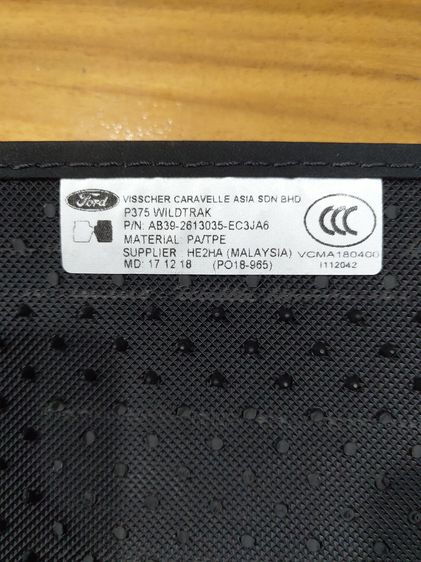 Ford VISSCHER CARAVELLE ASIA SDN BHD
P375 WILDTRAK
P/N: AB39-2613035-EC3JA6
MATERIAL: PA/TPE
SUPPLIER HE2HA (MALAYSIA)
MD: 17 12 18 (PO18-965)
CCC
VCMA180400
I112042